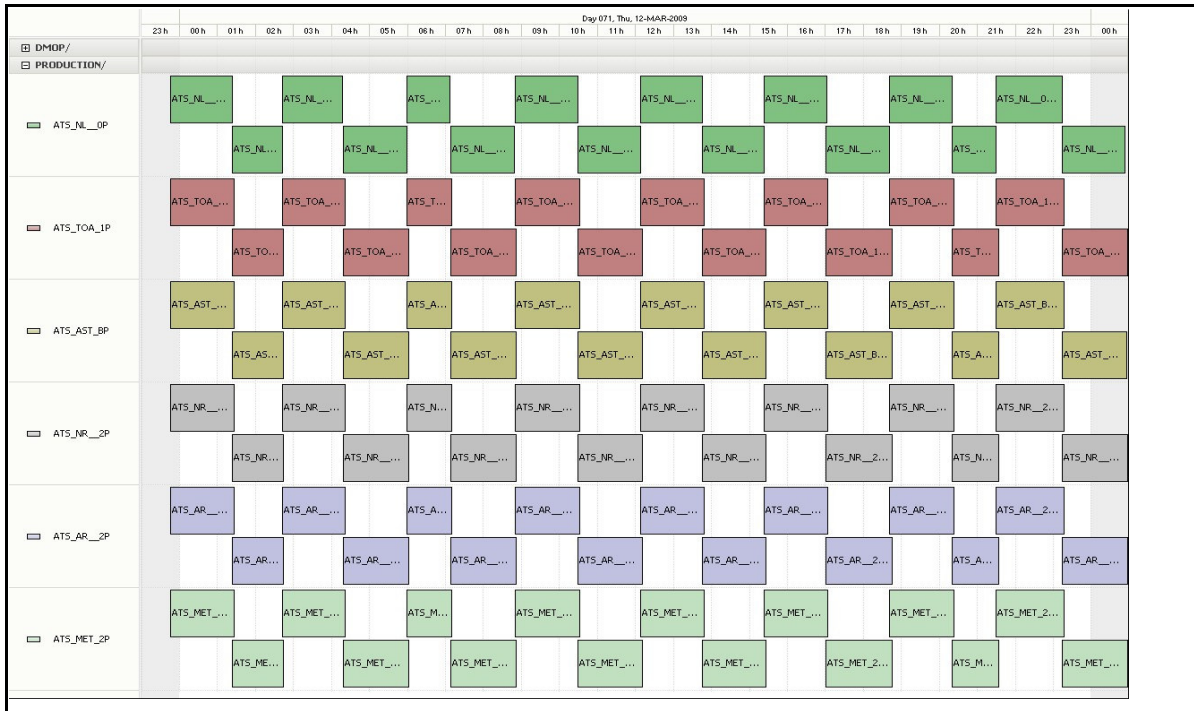 Day 071, Thu, 12-MAR-2009
23 h 00 h 01 h 02 h 03 h 04 h 05 h 06 h 07 h 08 h 09 h 10 h 11 h 12 h 13 h 14 h 15 h 16 h 17 h 18 h 19 h 20 h 21 h 22 h 23 h 00 h
DMOP/
PRODUCTION/
ATS_NL__... ATS_NL_... ATS_... ATS_NL__... ATS_NL__... ATS_NL__... ATS_NL__... ATS_NL__0...
ATS_NL__0P
ATS_NL... ATS_NL__... ATS_NL__... ATS_NL__... ATS_NL__... ATS_NL__... ATS_... ATS_NL__...
ATS_TOA_... ATS_TOA_... ATS_T... ATS_TOA_... ATS_TOA_... ATS_TOA_... ATS_TOA_... ATS_TOA_1...
ATS_TOA_1P
ATS_TO... ATS_TOA_... ATS_TOA_... ATS_TOA_... ATS_TOA_... ATS_TOA_1... ATS_T... ATS_TOA_...
ATS_AST_... ATS_AST_... ATS_A... ATS_AST_... ATS_AST_... ATS_AST_... ATS_AST_... ATS_AST_B...
ATS_AST_BP
ATS_AS... ATS_AST_... ATS_AST_... ATS_AST_... ATS_AST_... ATS_AST_B... ATS_A... ATS_AST_...
ATS_NR__... ATS_NR__... ATS_N... ATS_NR__... ATS_NR__... ATS_NR__... ATS_NR__... ATS_NR__2...
ATS_NR__2P
ATS_NR... ATS_NR__... ATS_NR__... ATS_NR__... ATS_NR__... ATS_NR__2... ATS_N... ATS_NR__...
ATS_AR__... ATS_AR__... ATS_A... ATS_AR__... ATS_AR__... ATS_AR__... ATS_AR__... ATS_AR__2...
ATS_AR__2P
ATS_AR... ATS_AR__... ATS_AR__... ATS_AR__... ATS_AR__... ATS_AR__2... ATS_A... ATS_AR__...
ATS_MET_... ATS_MET_... ATS_M... ATS_MET_... ATS_MET_... ATS_MET_... ATS_MET_... ATS_MET_2...
ATS_MET_2P
ATS_ME... ATS_MET_... ATS_MET_... ATS_MET_... ATS_MET_... ATS_MET_2... ATS_M... ATS_MET_...